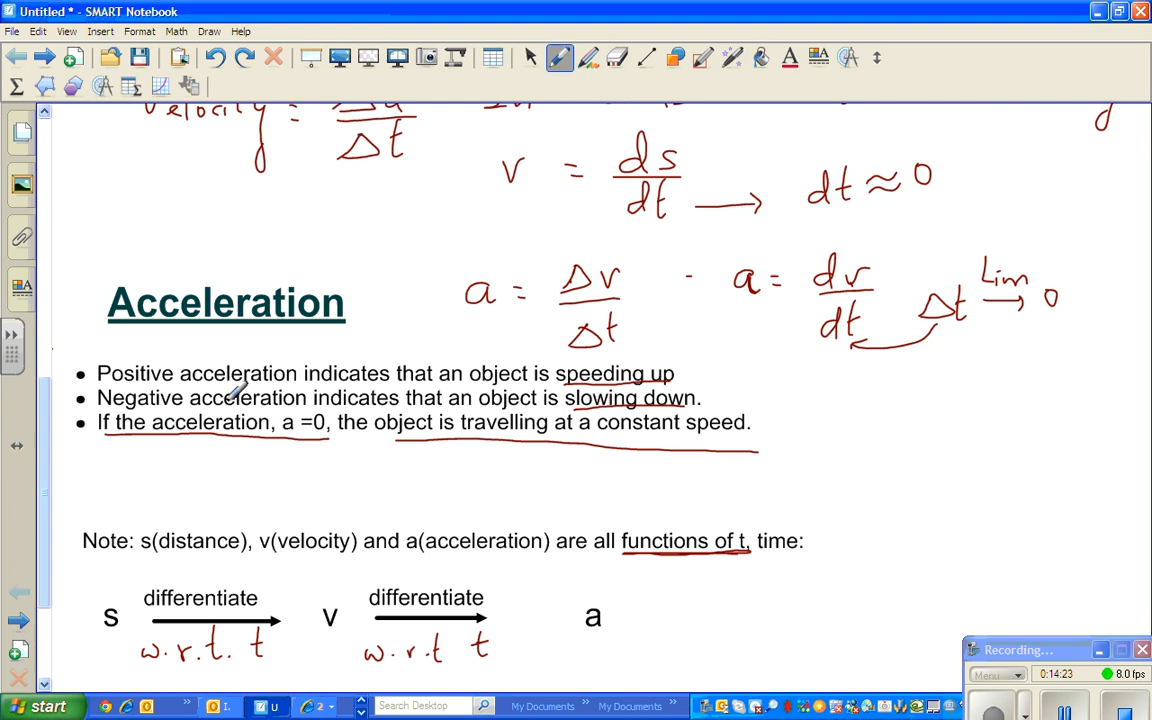 Untitled * - SMART Notebook
File Edit View Insert Format Math Draw Help
velocity =
Δt
v = ds/dt → dt ≈ 0
Acceleration
a = Δv/Δt - a = dv/dt Δt Lim → 0
• Positive acceleration indicates that an object is speeding up
• Negative acceleration indicates that an object is slowing down.
• If the acceleration, a =0, the object is travelling at a constant speed.
Note: s(distance), v(velocity) and a(acceleration) are all functions of t, time:
differentiate differentiate
s v a
w.r.t. t w.r.t t
Recording...
Menu 0:14:23 8.0 fps
start I. U 2 Search Desktop My Documents » My Documents »